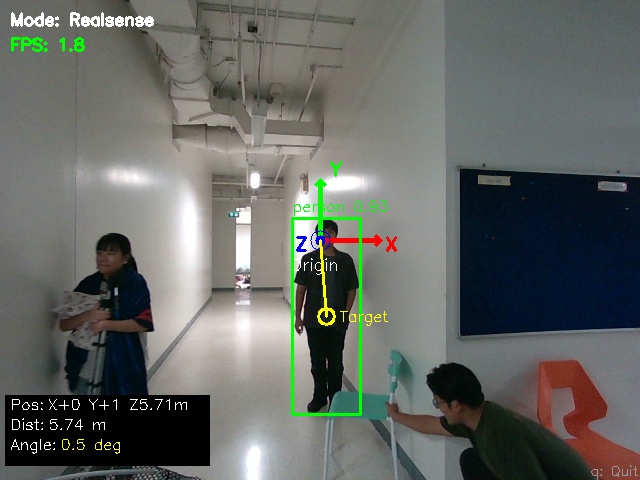 Mode: Realsense
FPS: 1.8
Y
person 0.90
Z
X
Origin
Target
Pos: X+0 Y+1 Z5.71m
Dist: 5.74 m
Angle: 0.5 deg
q: Quit